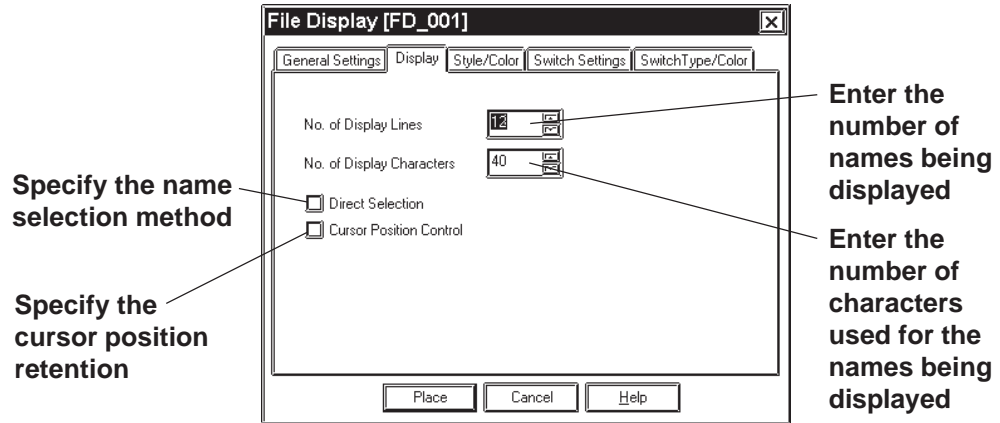 File Display [FD_001]
General Settings Display Style/Color Switch Settings SwitchType/Color
No. of Display Lines 12
No. of Display Characters 40
Direct Selection
Cursor Position Control
Place Cancel Help
Specify the name
selection method
Specify the
cursor position
retention
Enter the
number of
names being
displayed
Enter the
number of
characters
used for the
names being
displayed